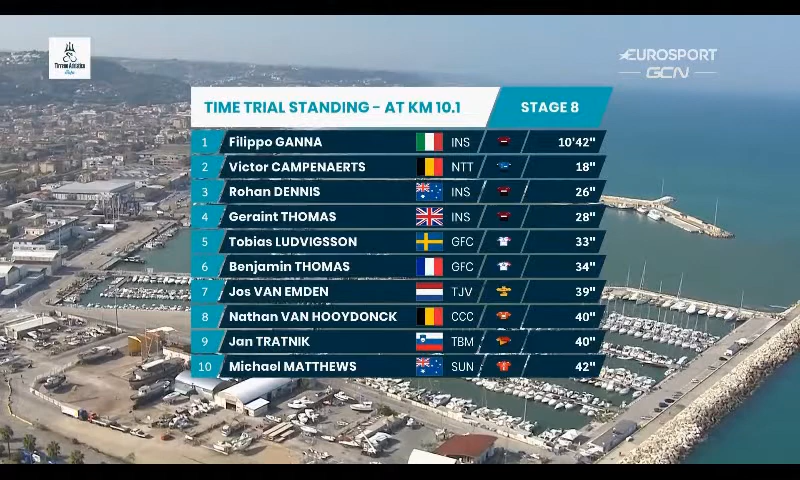 Tirreno Adriatico
EUROSPORT
GCN
TIME TRIAL STANDING - AT KM 10.1 STAGE 8
1 Filippo GANNA INS 10'42"
2 Victor CAMPENAERTS NTT 18"
3 Rohan DENNIS INS 26"
4 Geraint THOMAS INS 28"
5 Tobias LUDVIGSSON GFC 33"
6 Benjamin THOMAS GFC 34"
7 Jos VAN EMDEN TJV 39"
8 Nathan VAN HOOYDONCK CCC 40"
9 Jan TRATNIK TBM 40"
10 Michael MATTHEWS SUN 42"